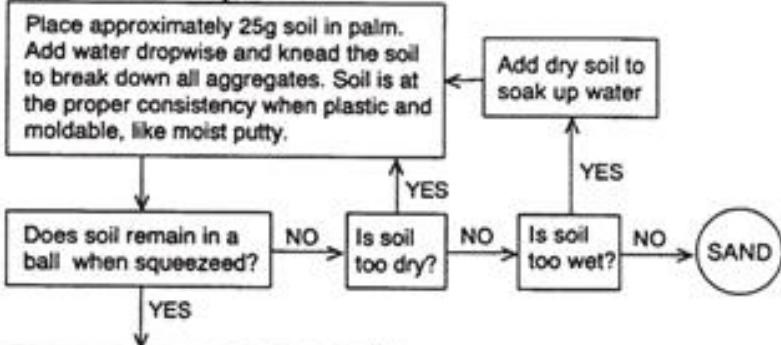 Place approximately 25g soil in palm.
Add water dropwise and knead the soil
to break down all aggregates. Soil is at
the proper consistency when plastic and
moldable, like moist putty.
Add dry soil to
soak up water
YES
YES
Does soil remain in a
ball when squeezeed?
NO
Is soil
too dry?
NO
Is soil
too wet?
NO
SAND
YES